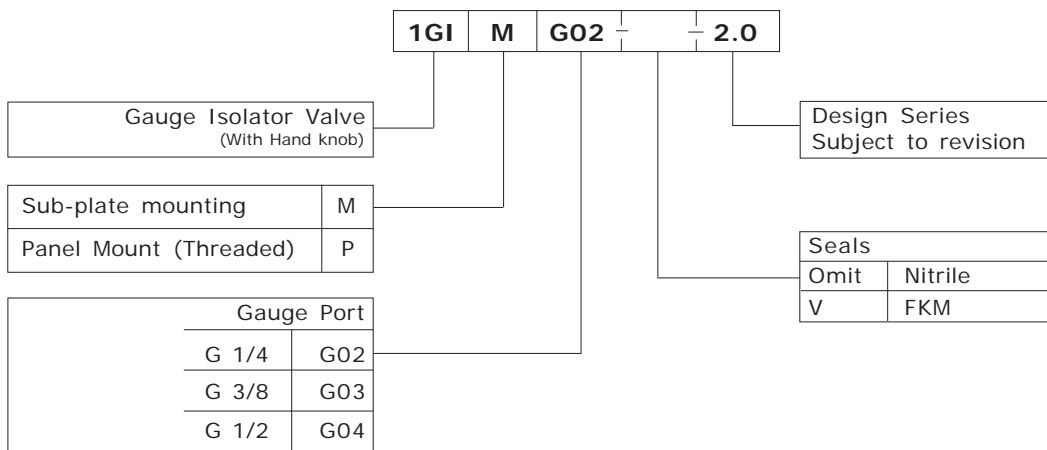 1GI M G02 - - 2.0
Gauge Isolator Valve
(With Hand knob)
Design Series
Subject to revision
Sub-plate mounting M
Panel Mount (Threaded) P
Seals
Omit Nitrile
V FKM
Gauge Port
G 1/4 G02
G 3/8 G03
G 1/2 G04